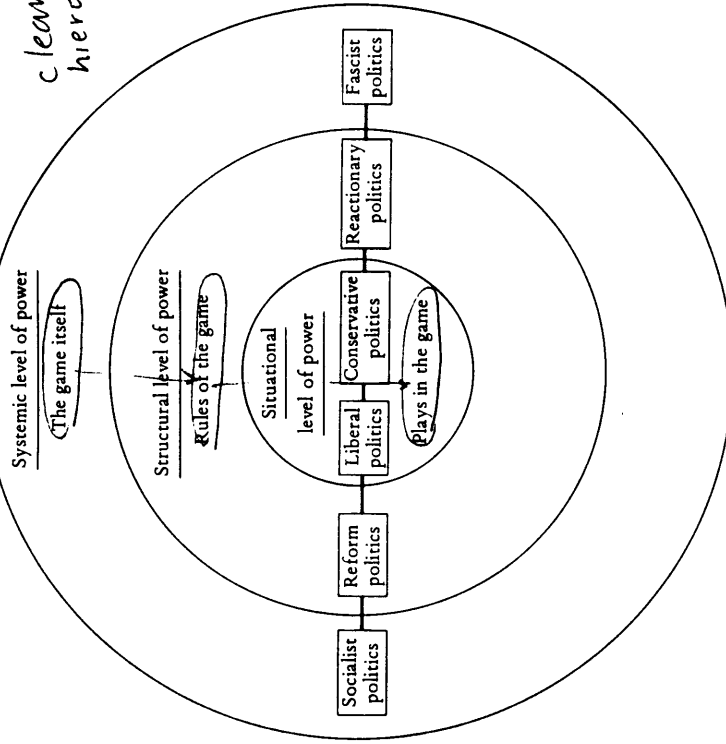 Systemic level of power
The game itself
Structural level of power
Rules of the game
Situational
level of power
Socialist
politics
Reform
politics
Liberal
politics
Conservative
politics
Reactionary
politics
Fascist
politics
Plays in the game